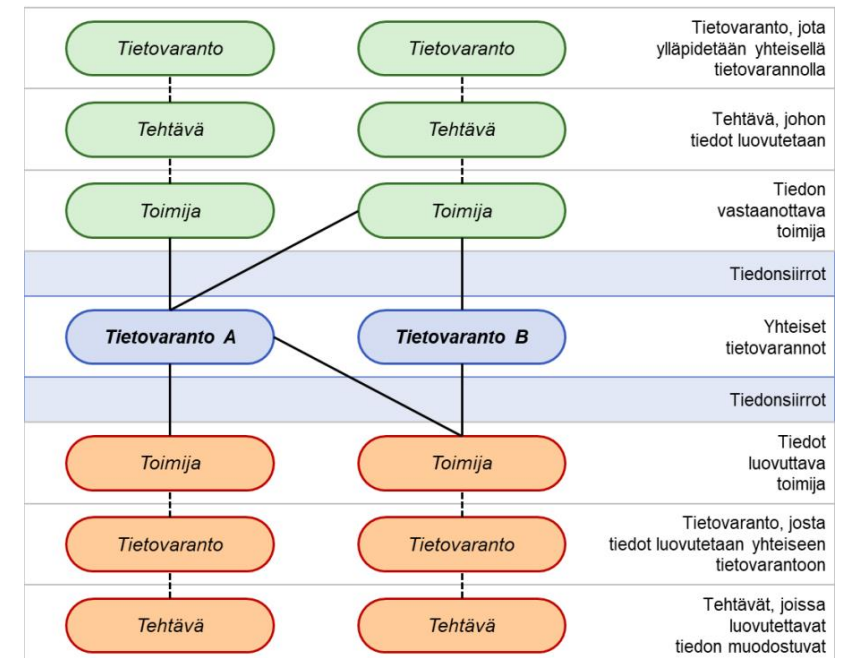 Tietovaranto
Tietovaranto
Tietovaranto, jota
ylläpidetään yhteisellä
tietovarannolla
Tehtävä
Tehtävä
Tehtävä, johon
tiedot luovutetaan
Toimija
Toimija
Tiedon
vastaanottava
toimija
Tiedonsiirrot
Tietovaranto A
Tietovaranto B
Yhteiset
tietovarannot
Tiedonsiirrot
Toimija
Toimija
Tiedot
luovuttava
toimija
Tietovaranto
Tietovaranto
Tietovaranto, josta
tiedot luovutetaan yhteiseen
tietovarantoon
Tehtävä
Tehtävä
Tehtävät, joissa
luovutettavat
tiedon muodostuvat